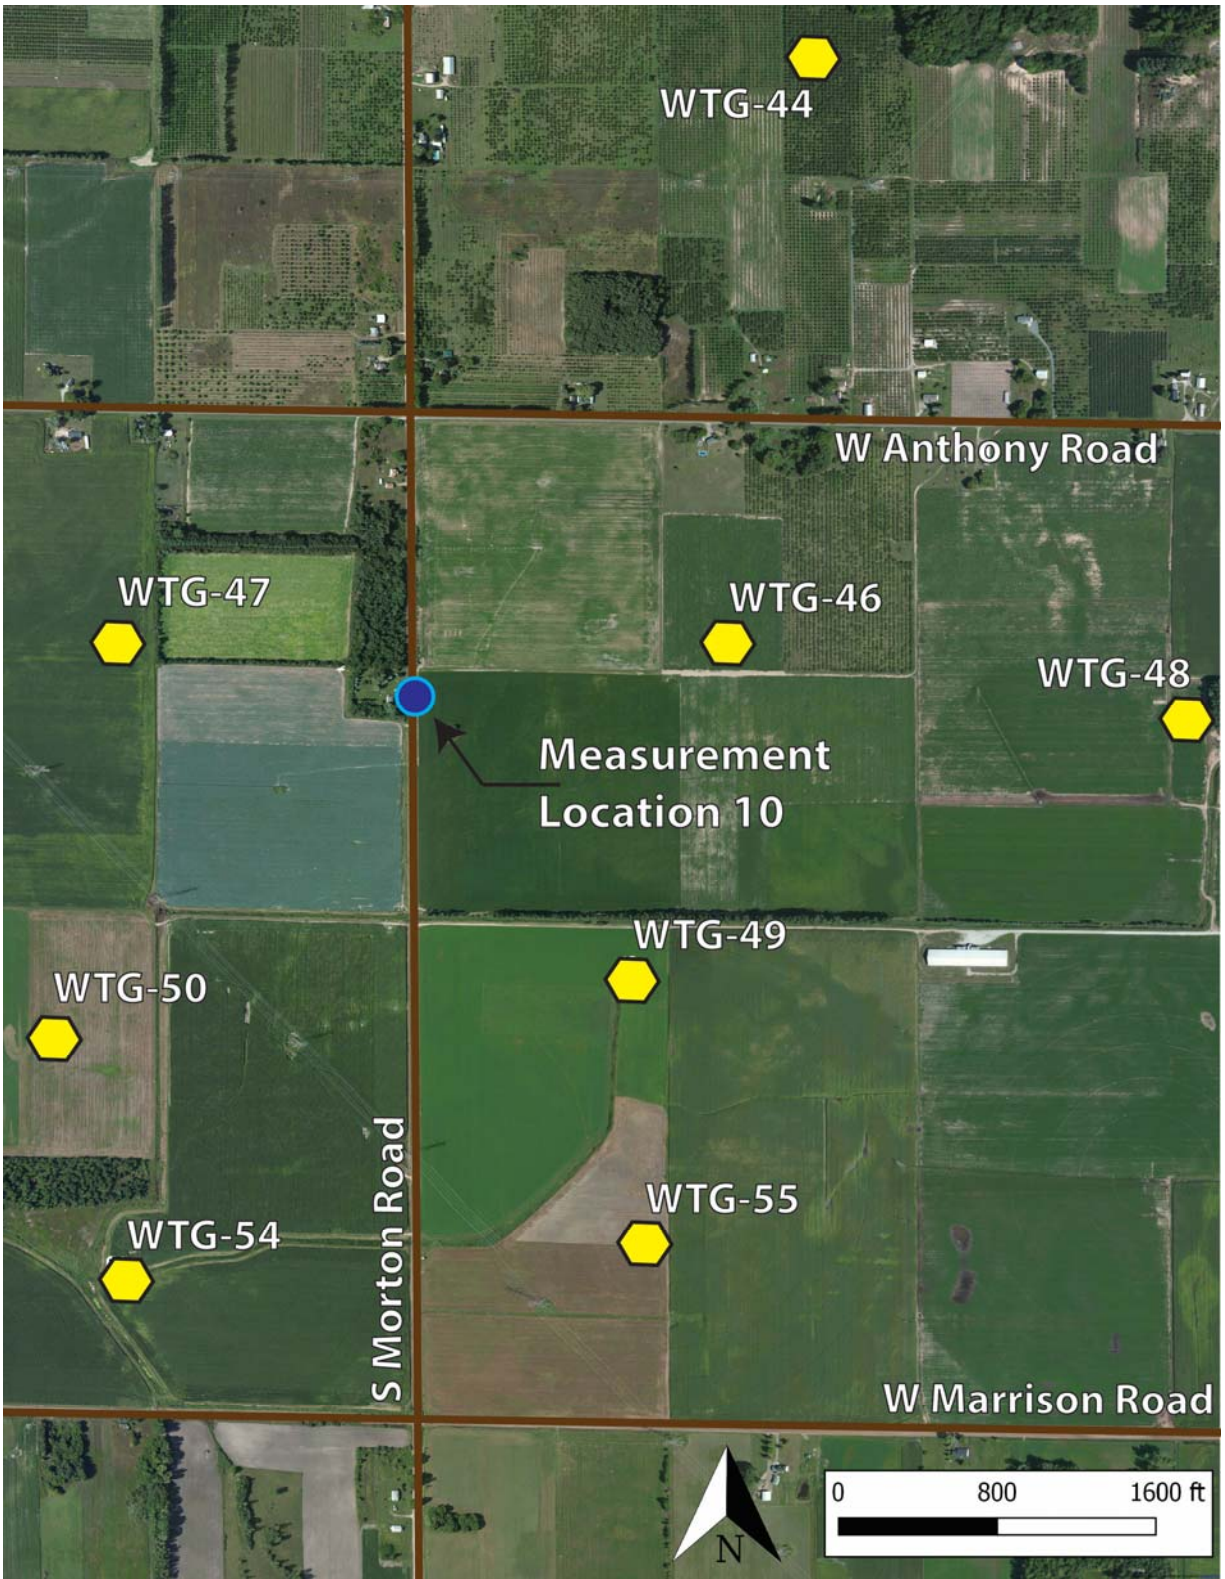 WTG-44
W Anthony Road
WTG-47
WTG-46
WTG-48
Measurement
Location 10
WTG-49
WTG-50
S Morton Road
WTG-55
WTG-54
W Marrison Road
0 800 1600 ft
N